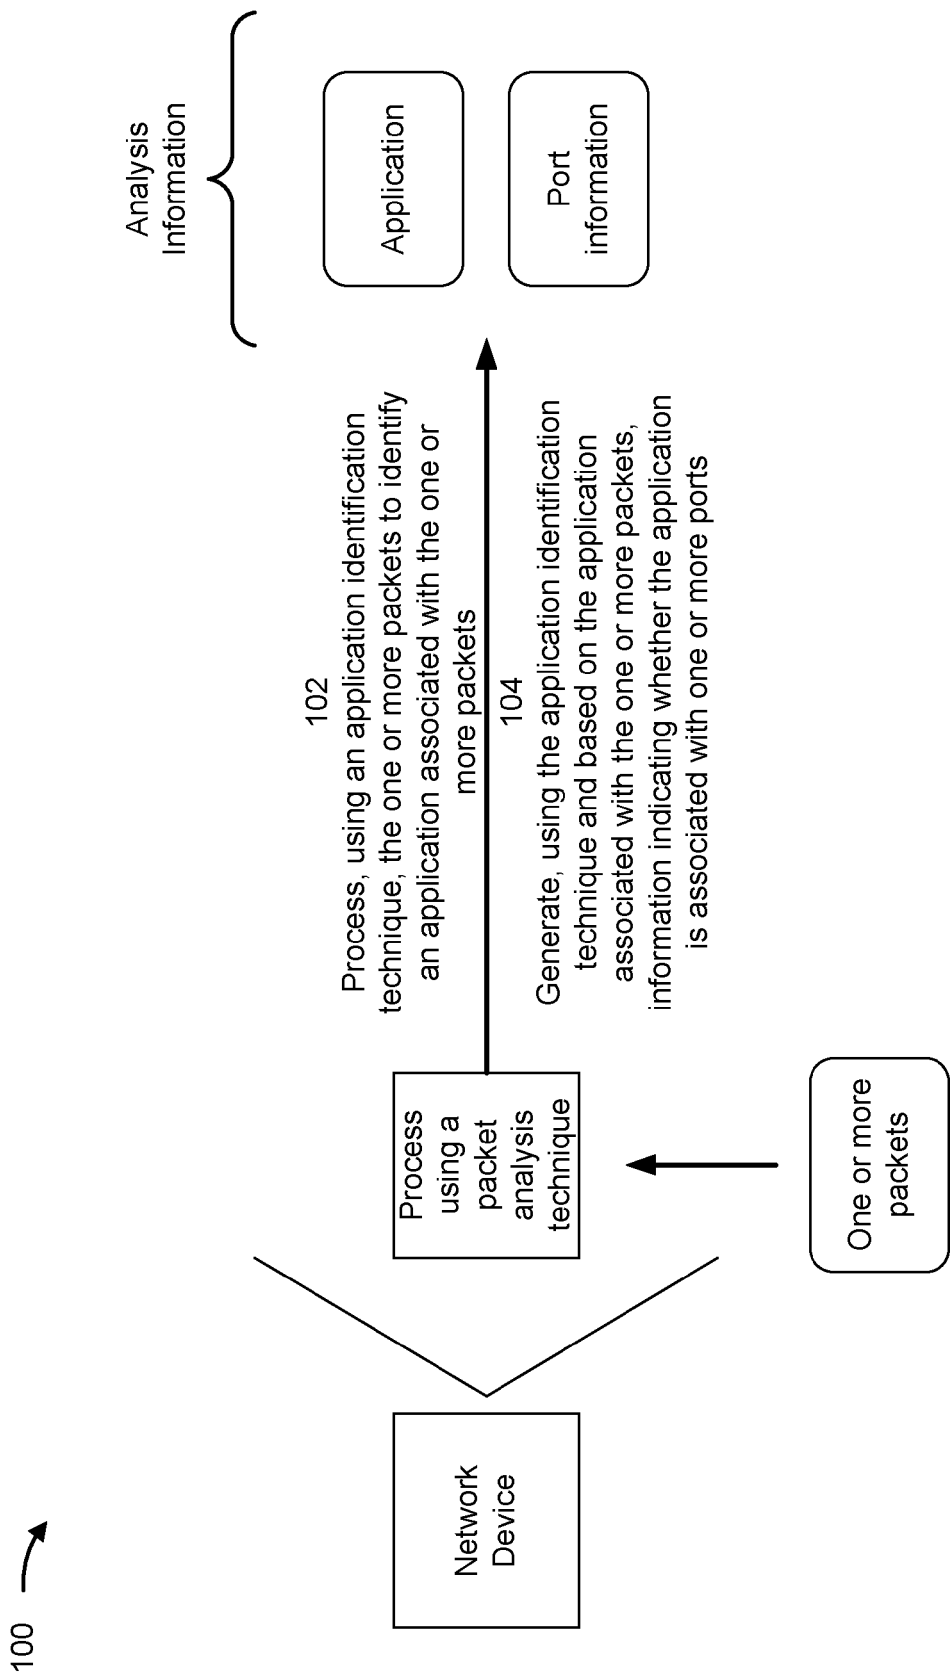 100
Network
Device
Process
using a
packet
analysis
technique
One or more
packets
102
Process, using an application identification
technique, the one or more packets to identify
an application associated with the one or
more packets
104
Generate, using the application identification
technique and based on the application
associated with the one or more packets,
information indicating whether the application
is associated with one or more ports
Analysis
Information
Application
Port
information